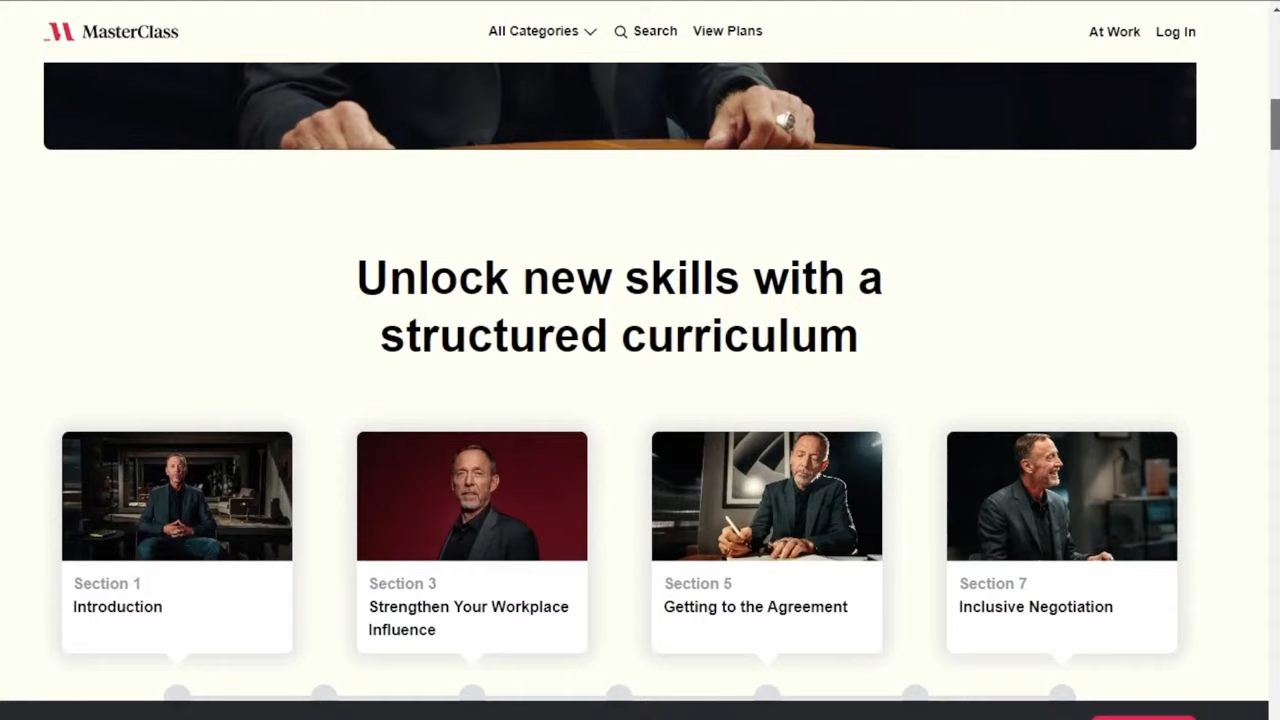 MasterClass
All Categories
Search
View Plans
At Work
Log In
Unlock new skills with a
structured curriculum
Section 1
Introduction
Section 3
Strengthen Your Workplace
Influence
Section 5
Getting to the Agreement
Section 7
Inclusive Negotiation